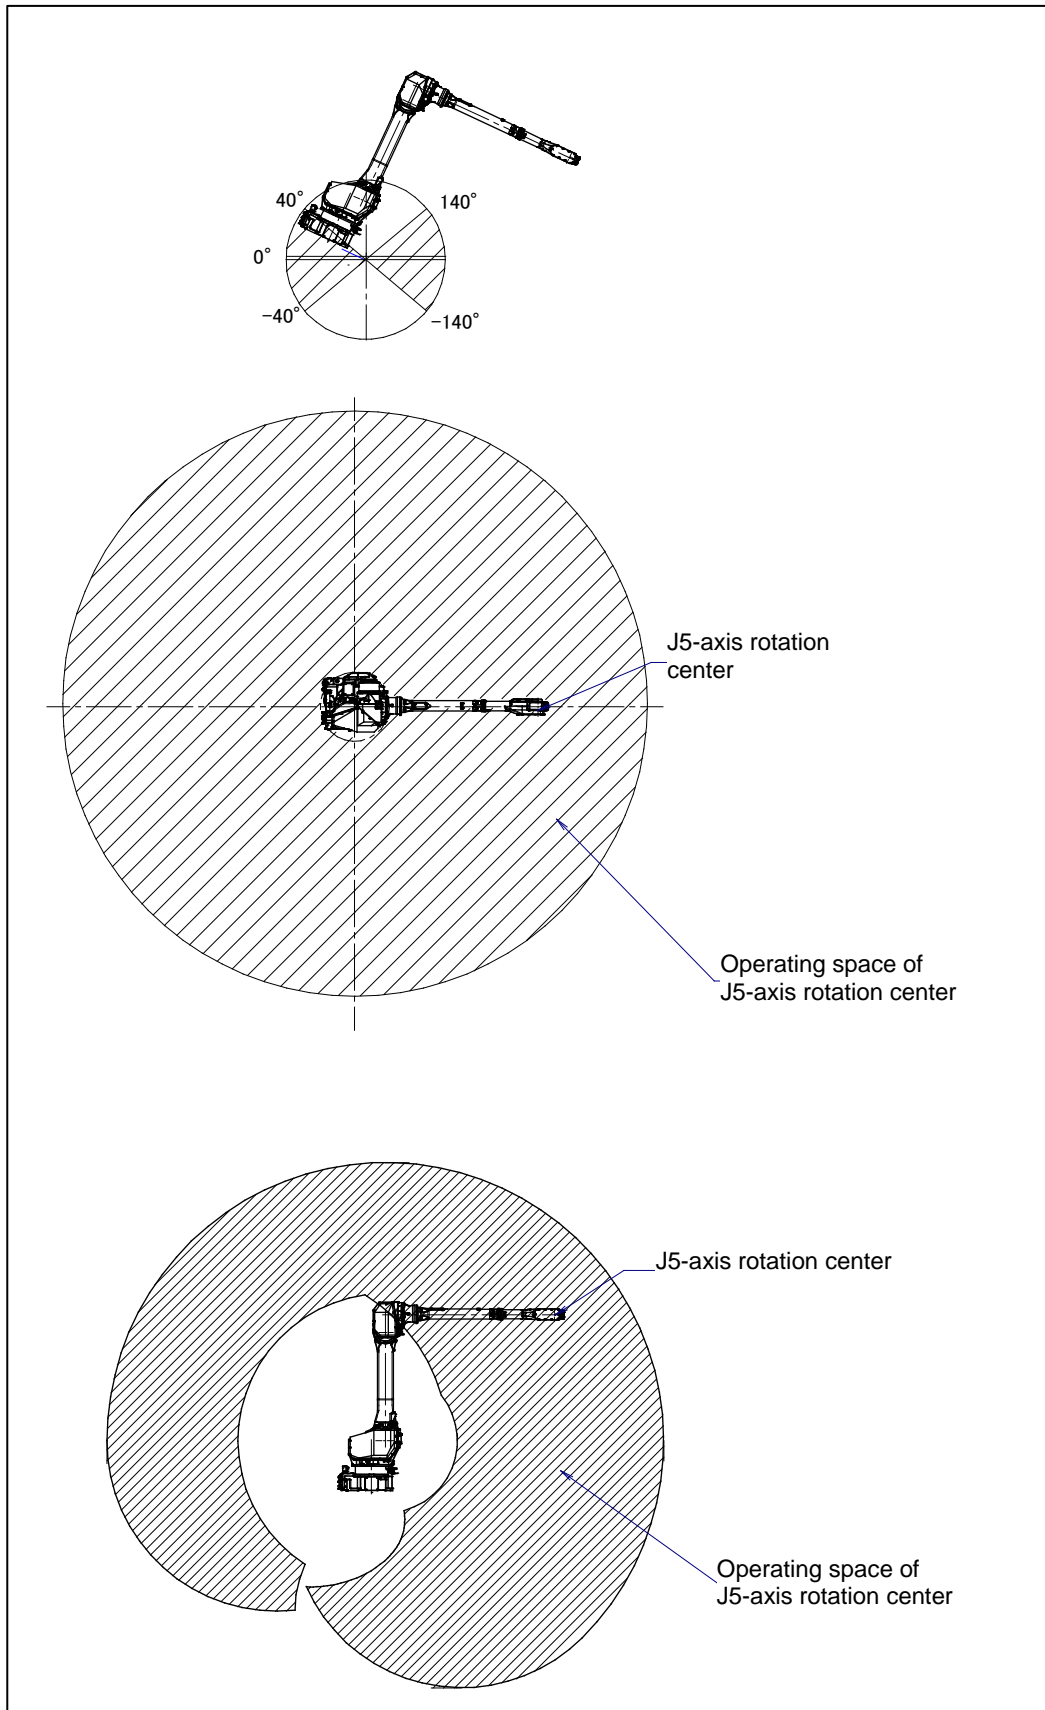 40°
140°
0°
−40°
−140°
J5-axis rotation
center
Operating space of
J5-axis rotation center
J5-axis rotation center
Operating space of
J5-axis rotation center